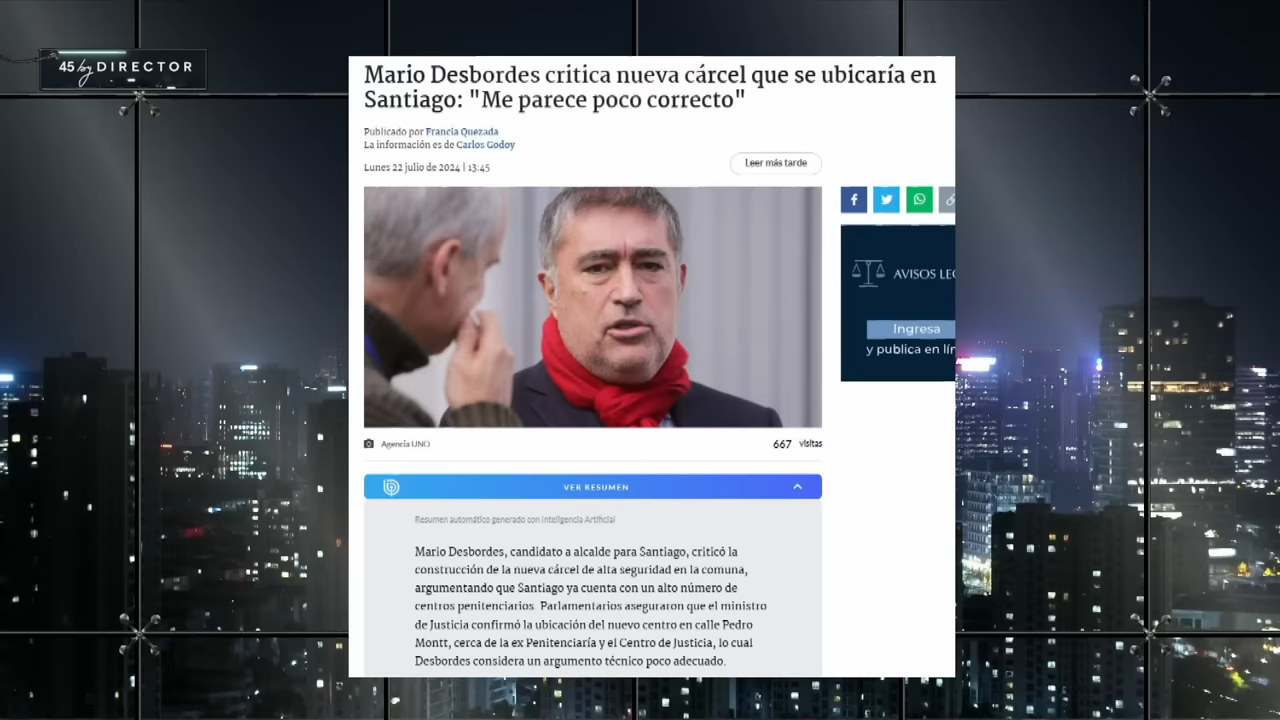 45 by DIRECTOR
Mario Desbordes critica nueva cárcel que se ubicaría en
Santiago: "Me parece poco correcto"
Publicado por Francia Quezada
La información es de Carlos Godoy
Lunes 22 julio de 2024 | 13:45
Leer más tarde
AVISOS LE
Ingresa
y publica en lí
Agencia UNO
667 visitas
VER RESUMEN
Resumen automático generado con Inteligencia Artificial
Mario Desbordes, candidato a alcalde para Santiago, criticó la
construcción de la nueva cárcel de alta seguridad en la comuna,
argumentando que Santiago ya cuenta con un alto número de
centros penitenciarios. Parlamentarios aseguraron que el ministro
de Justicia confirmó la ubicación del nuevo centro en calle Pedro
Montt, cerca de la ex Penitenciaría y el Centro de Justicia, lo cual
Desbordes considera un argumento técnico poco adecuado.